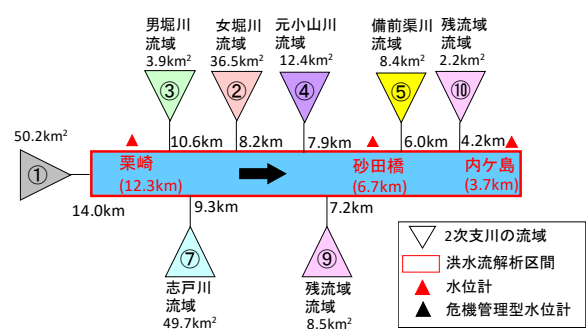 男堀川
流域
3.9km²
女堀川
流域
36.5km²
元小山川
流域
12.4km²
備前渠川
流域
8.4km²
残流域
2.2km²
③
②
④
⑤
⑩
50.2km²
①
10.6km
8.2km
7.9km
6.0km
4.2km
栗崎
(12.3km)
砂田橋
(6.7km)
内ケ島
(3.7km)
14.0km
9.3km
7.2km
⑦
⑨
志戸川
流域
49.7km²
残流域
流域
8.5km²
2次支川の流域
洪水流解析区間
水位計
危機管理型水位計